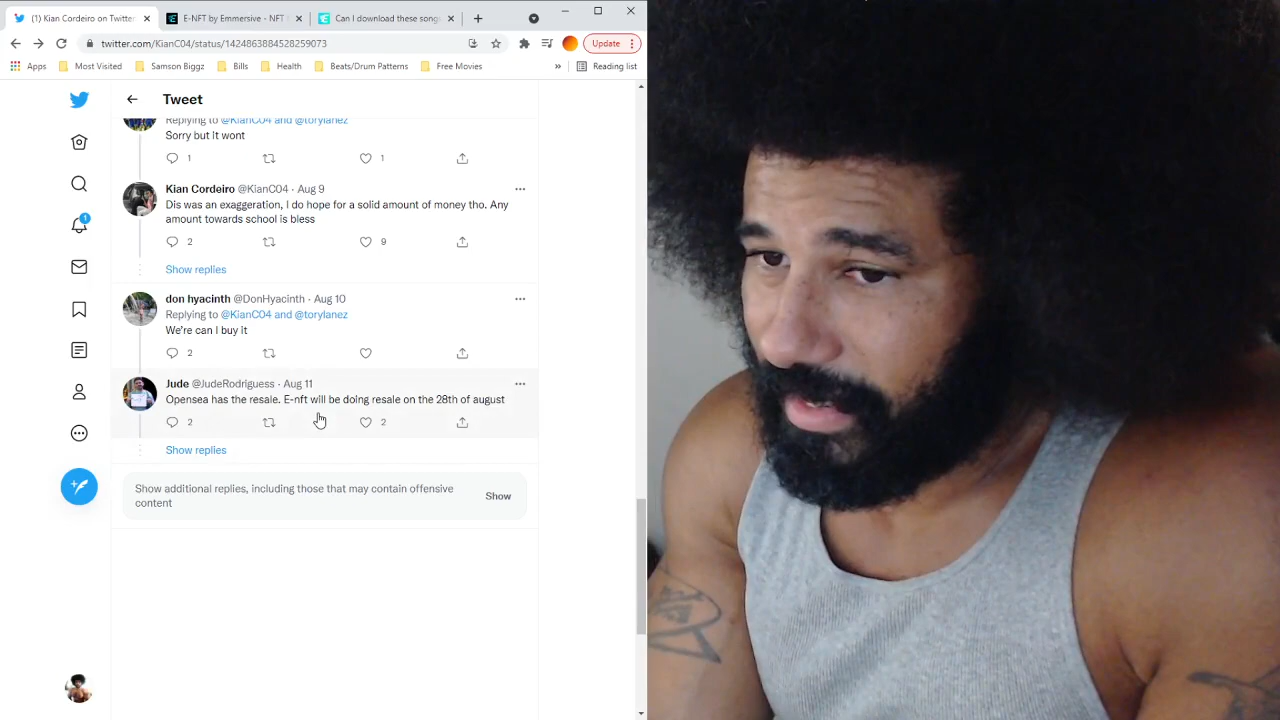 (1) Kian Cordeiro on Twitter
E-NFT by Emmersive - NFT
Can I download these song
twitter.com/KianC04/status/1424863884528259073
Update
Apps
Most Visited
Samson Biggz
Bills
Health
Beats/Drum Patterns
Free Movies
»
Reading list
Tweet
Replying to @KianC04 and @torylanez
Sorry but it wont
1
1
Kian Cordeiro @KianC04 · Aug 9
Dis was an exaggeration, I do hope for a solid amount of money tho. Any
amount towards school is bless
2
9
Show replies
don hyacinth @DonHyacinth · Aug 10
Replying to @KianC04 and @torylanez
We're can I buy it
2
Jude @JudeRodriguess · Aug 11
Opensea has the resale. E-nft will be doing resale on the 28th of august
2
2
Show replies
Show additional replies, including those that may contain offensive
content
Show
1